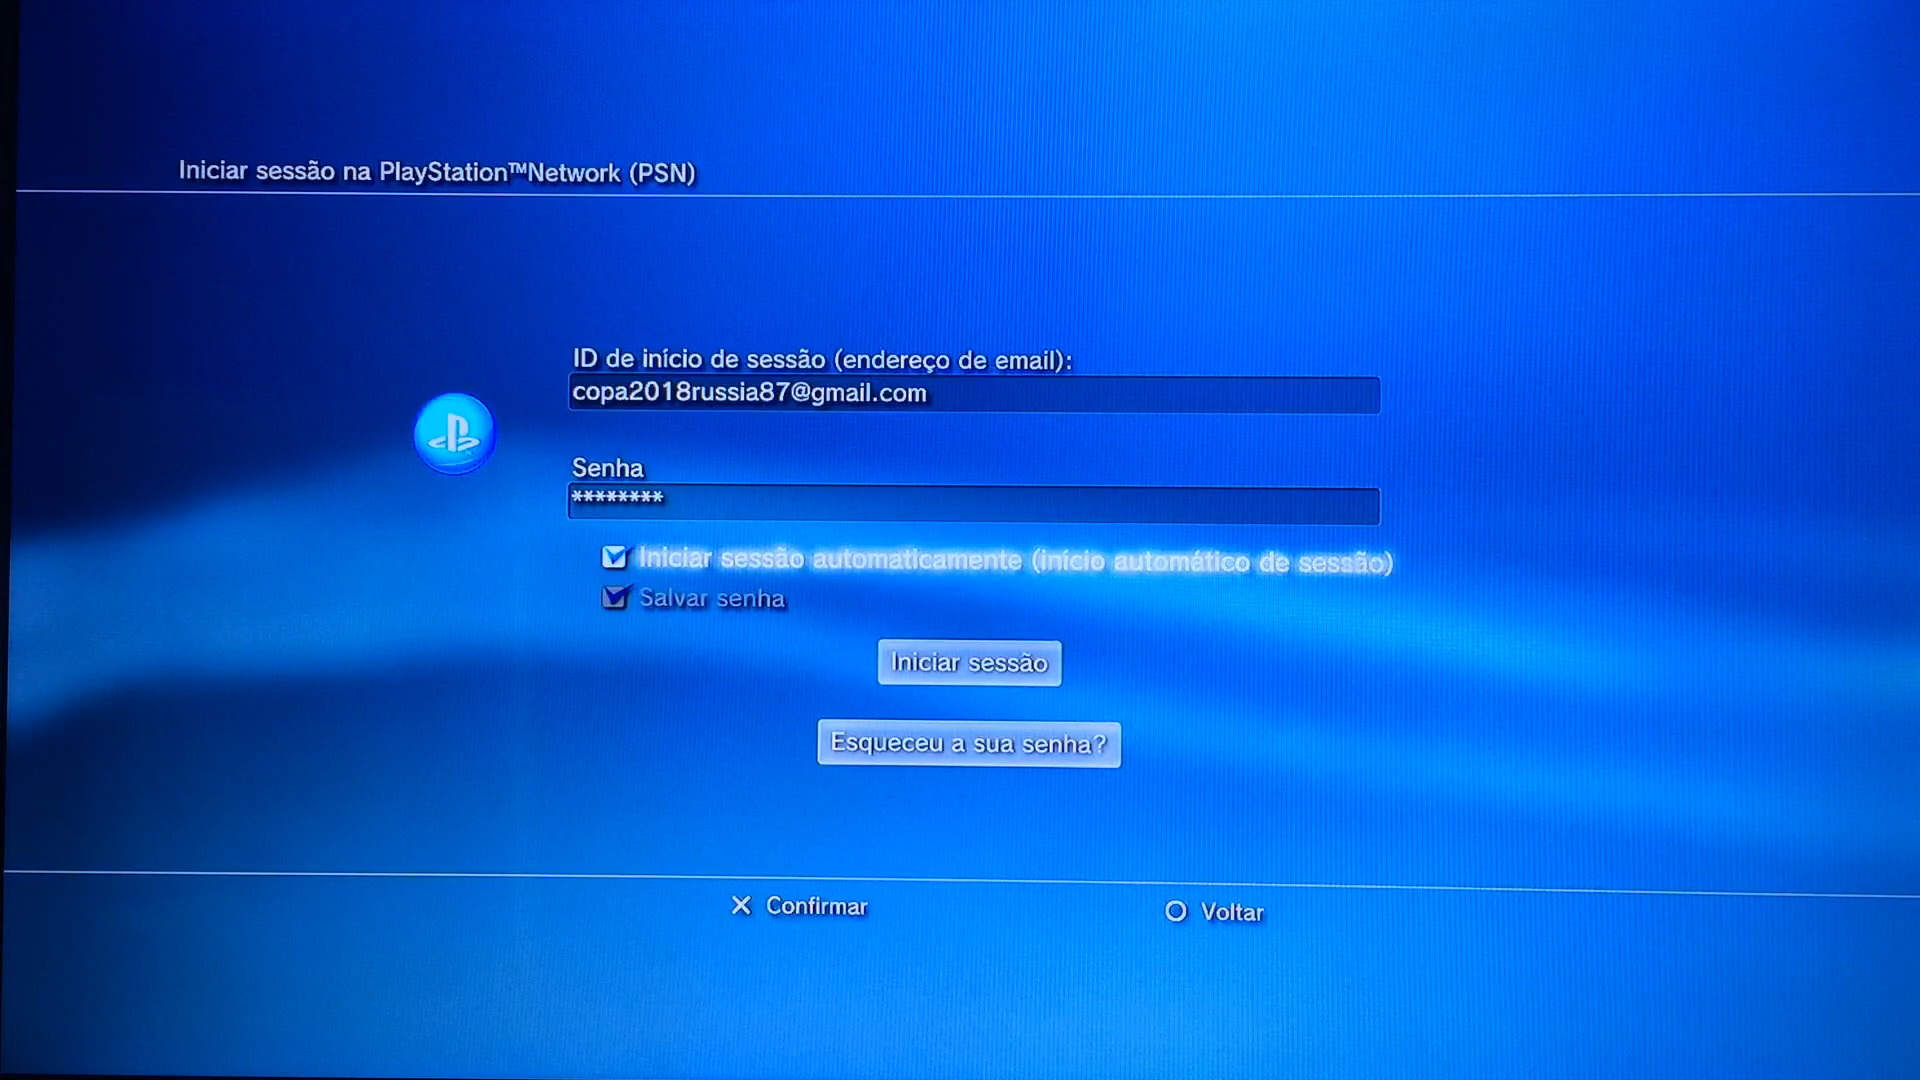 Iniciar sessão na PlayStation™Network (PSN)
ID de início de sessão (endereço de email):
copa2018russia87@gmail.com
Senha
********
Iniciar sessão automaticamente (início automático de sessão)
Salvar senha
Iniciar sessão
Esqueceu a sua senha?
Confirmar
Voltar